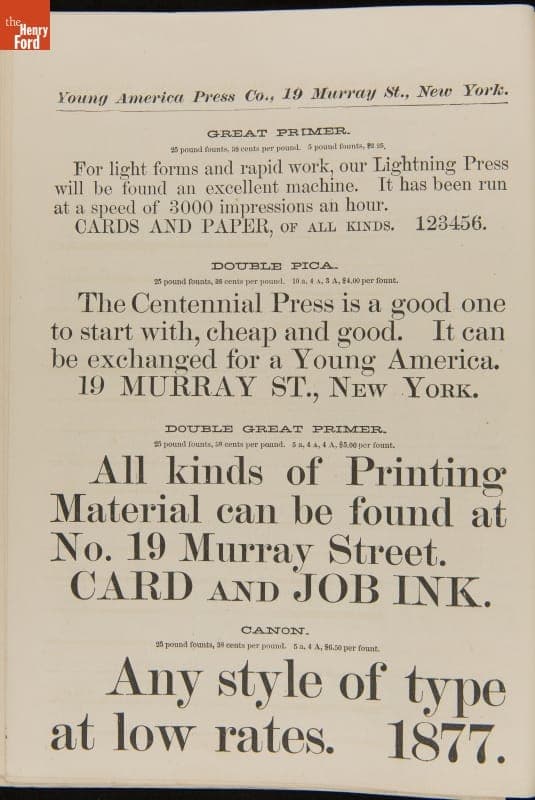 the
Henry
Ford
Young America Press Co., 19 Murray St., New York.
GREAT PRIMER.
25 pound founts, 38 cents per pound. 5 pound founts, $2 25.
For light forms and rapid work, our Lightning Press
will be found an excellent machine. It has been run
at a speed of 3000 impressions an hour.
CARDS AND PAPER, OF ALL KINDS. 123456.
DOUBLE PICA.
25 pound founts, 38 cents per pound. 10 a, 4 A, 3 A, $4.00 per fount.
The Centennial Press is a good one
to start with, cheap and good. It can
be exchanged for a Young America.
19 MURRAY ST., NEW YORK.
DOUBLE GREAT PRIMER.
25 pound founts, 38 cents per pound. 5 a, 4 A, 4 A, $5.00 per fount.
All kinds of Printing
Material can be found at
No. 19 Murray Street.
CARD AND JOB INK.
CANON.
25 pound founts, 38 cents per pound. 5 a, 4 A, $6.50 per fount.
Any style of type
at low rates. 1877.